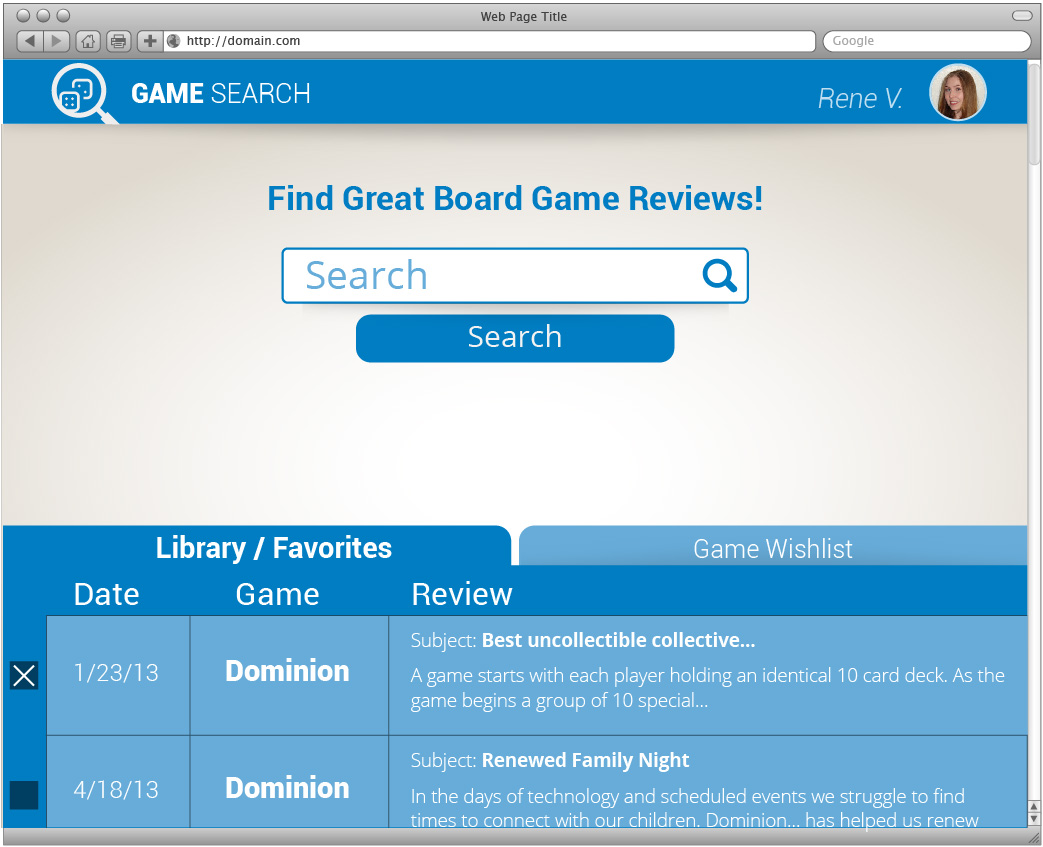 Web Page Title
http://domain.com
Google
GAME SEARCH
Rene V.
Find Great Board Game Reviews!
Search
Search
Library / Favorites
Game Wishlist
Date Game Review
Subject: Best uncollectible collective...
1/23/13
Dominion
A game starts with each player holding an identical 10 card deck. As the
game begins a group of 10 special...
Subject: Renewed Family Night
4/18/13
Dominion
In the days of technology and scheduled events we struggle to find
times to connect with our children. Dominion... has helped us renew